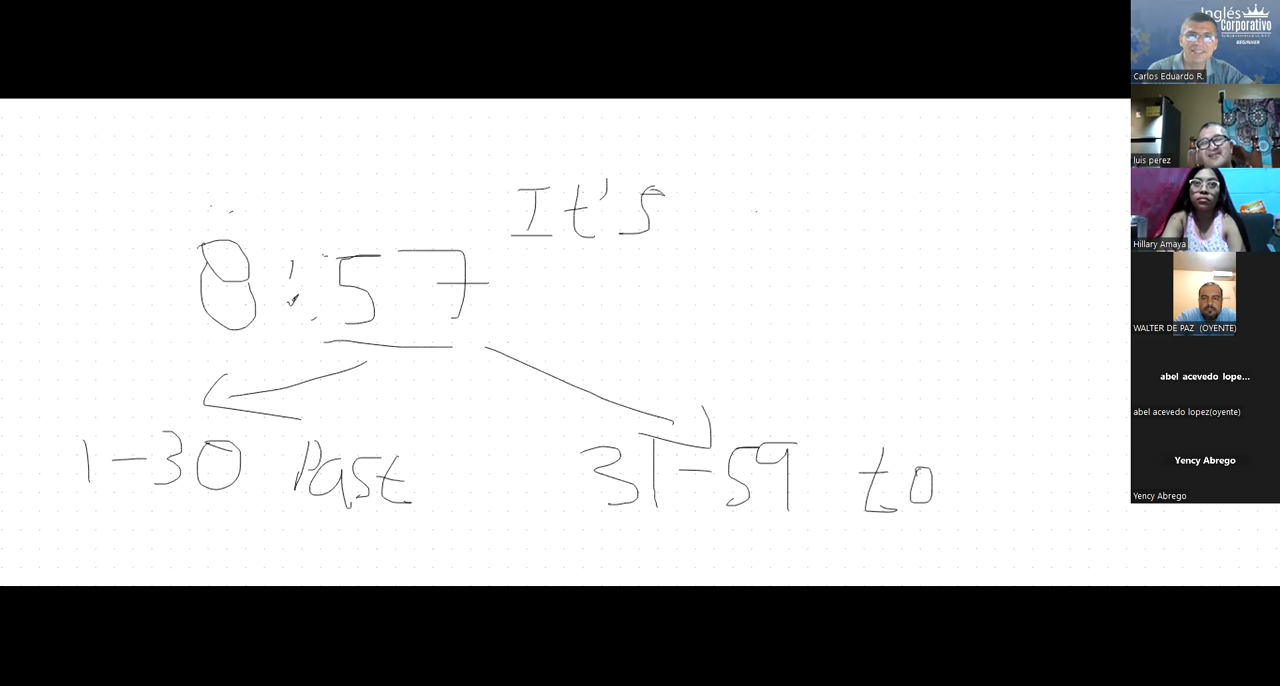 Inglés
Corporativo
BEGINNER
Carlos Eduardo R.
luis perez
Hillary Amaya
WALTER DE PAZ (OYENTE)
abel acevedo lope...
abel acevedo lopez(oyente)
Yency Abrego
Yency Abrego
It's
8:57
1-30 Past
31-59 to